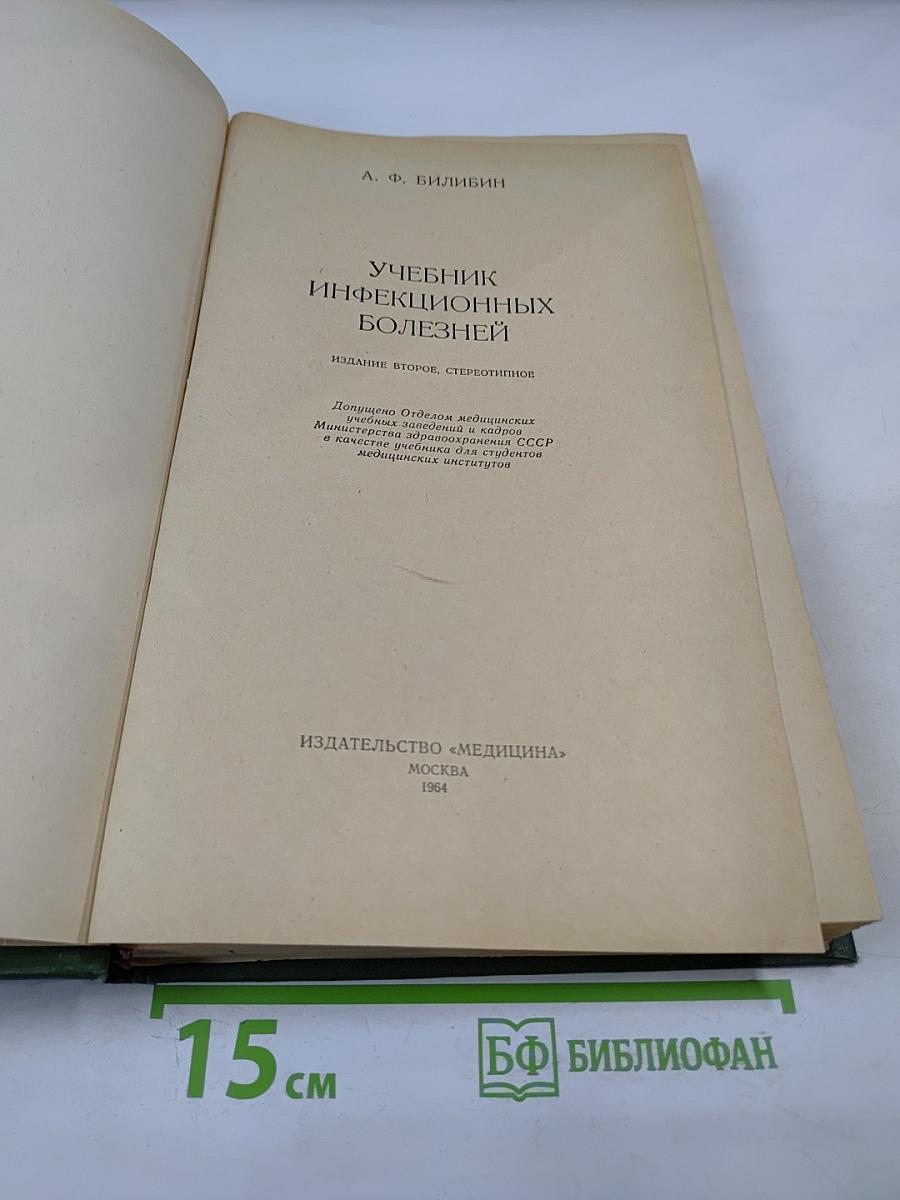 А. Ф. БИЛИБИН
УЧЕБНИК
ИНФЕКЦИОННЫХ
БОЛЕЗНЕЙ
ИЗДАНИЕ ВТОРОЕ, СТЕРЕОТИПНОЕ
Допущено Отделом медицинских
учебных заведений и кадров
Министерства здравоохранения СССР
в качестве учебника для студентов
медицинских институтов
ИЗДАТЕЛЬСТВО «МЕДИЦИНА»
МОСКВА
1964
15 см
БФ БИБЛИОФАН